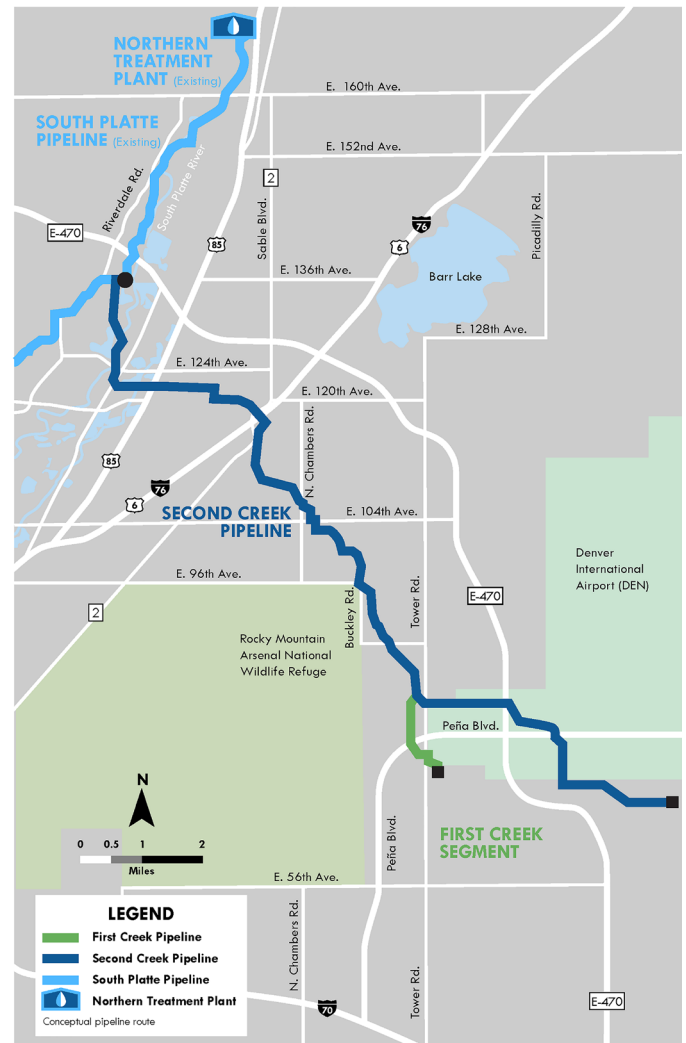 NORTHERN
TREATMENT
PLANT (Existing)
E. 160th Ave.
SOUTH PLATTE
PIPELINE (Existing)
E. 152nd Ave.
Riverdale Rd.
South Platte River
2
Sable Blvd.
Picadilly Rd.
E-470
85
76
6
E. 136th Ave.
Barr Lake
E. 128th Ave.
E. 124th Ave.
E. 120th Ave.
N. Chambers Rd.
85
76
6
SECOND CREEK
PIPELINE
E. 104th Ave.
Denver
International
Airport (DEN)
E. 96th Ave.
2
Buckley Rd.
Tower Rd.
E-470
Rocky Mountain
Arsenal National
Wildlife Refuge
Peña Blvd.
N
0 0.5 1 2
Miles
Peña Blvd.
FIRST CREEK
SEGMENT
E. 56th Ave.
LEGEND
First Creek Pipeline
Second Creek Pipeline
South Platte Pipeline
Northern Treatment Plant
Conceptual pipeline route
N. Chambers Rd.
Tower Rd.
70
E-470